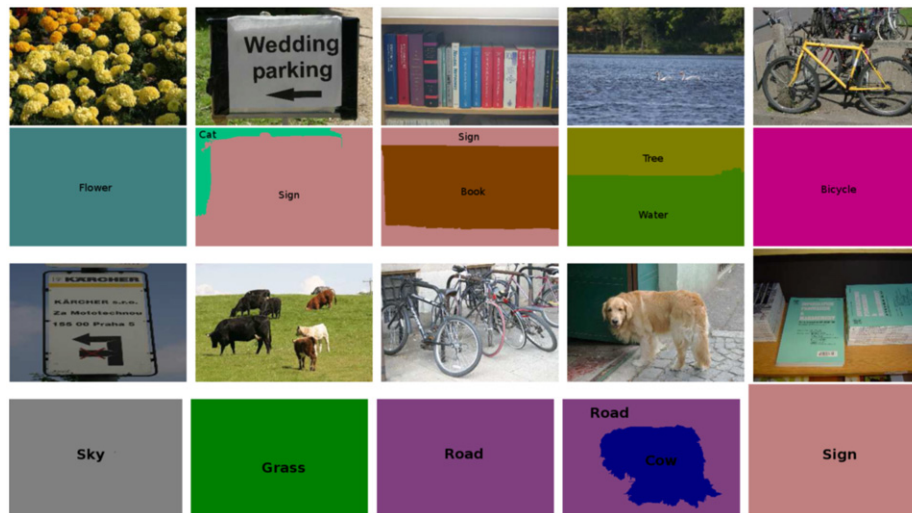 Wedding
parking
Flower
Cat
Sign
Sign
Book
Tree
Water
Bicycle
KÄRCHER
KÄRCHER s.r.o.
Za Mototechnou
155 00 Praha 5
Sky
Grass
Road
Road
Cow
Sign